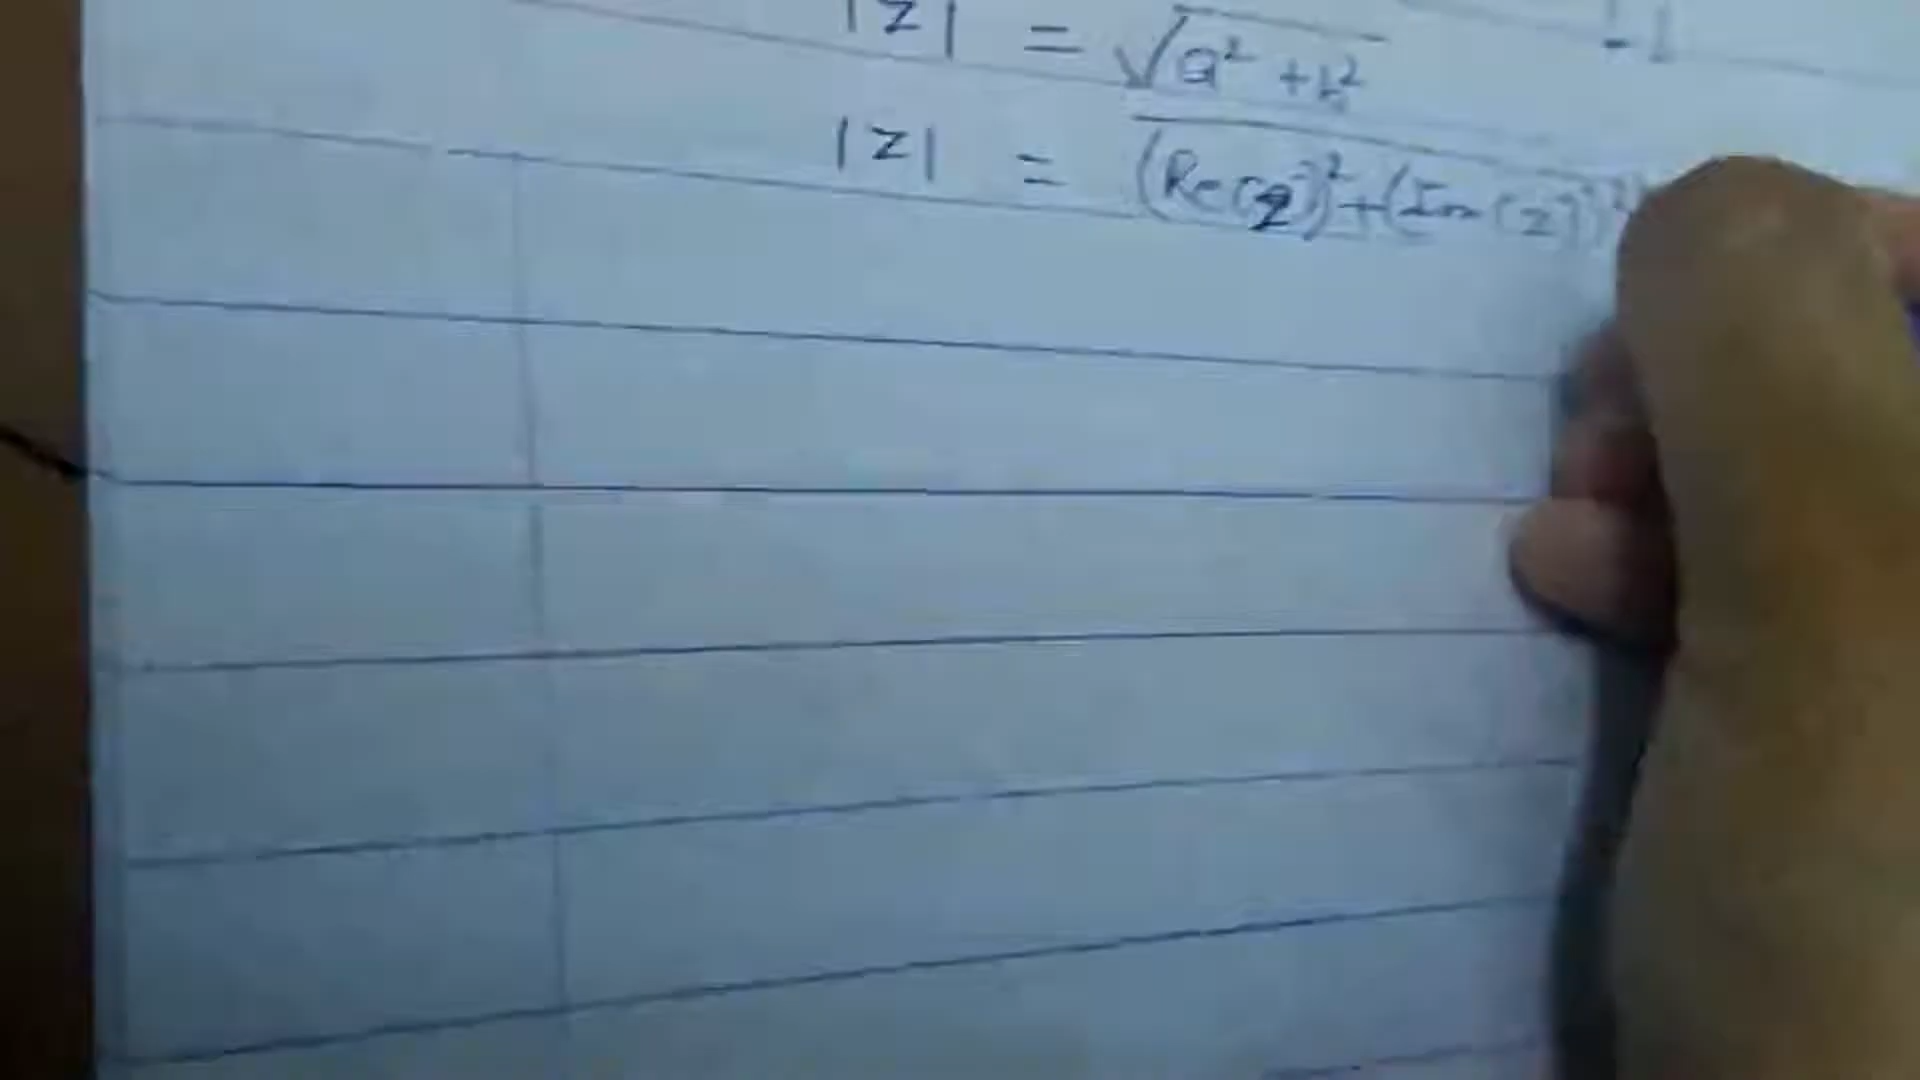 |z| = √a² + b²
|z| = (Re(z))² + (Im(z))²